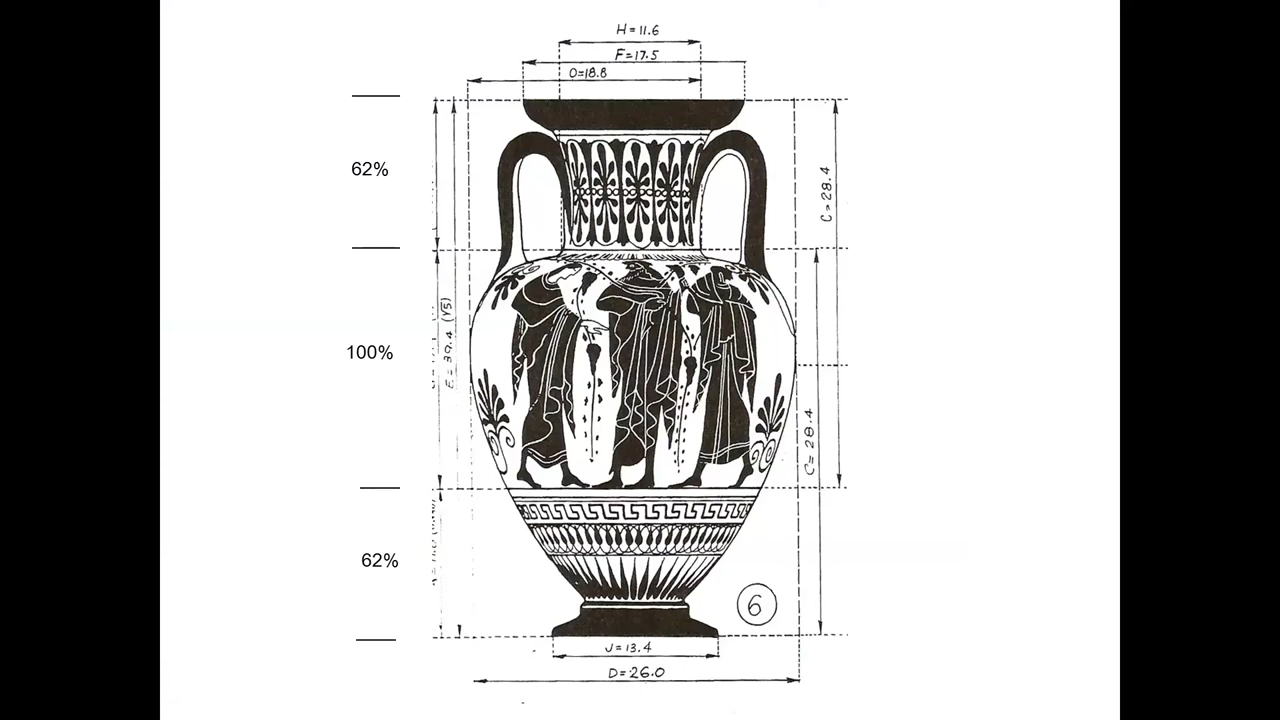 H=11.6
F=17.5
O=18.8
62%
C=28.4
E=39.4 (√5)
100%
C=28.4
62%
6
J=13.4
D=26.0